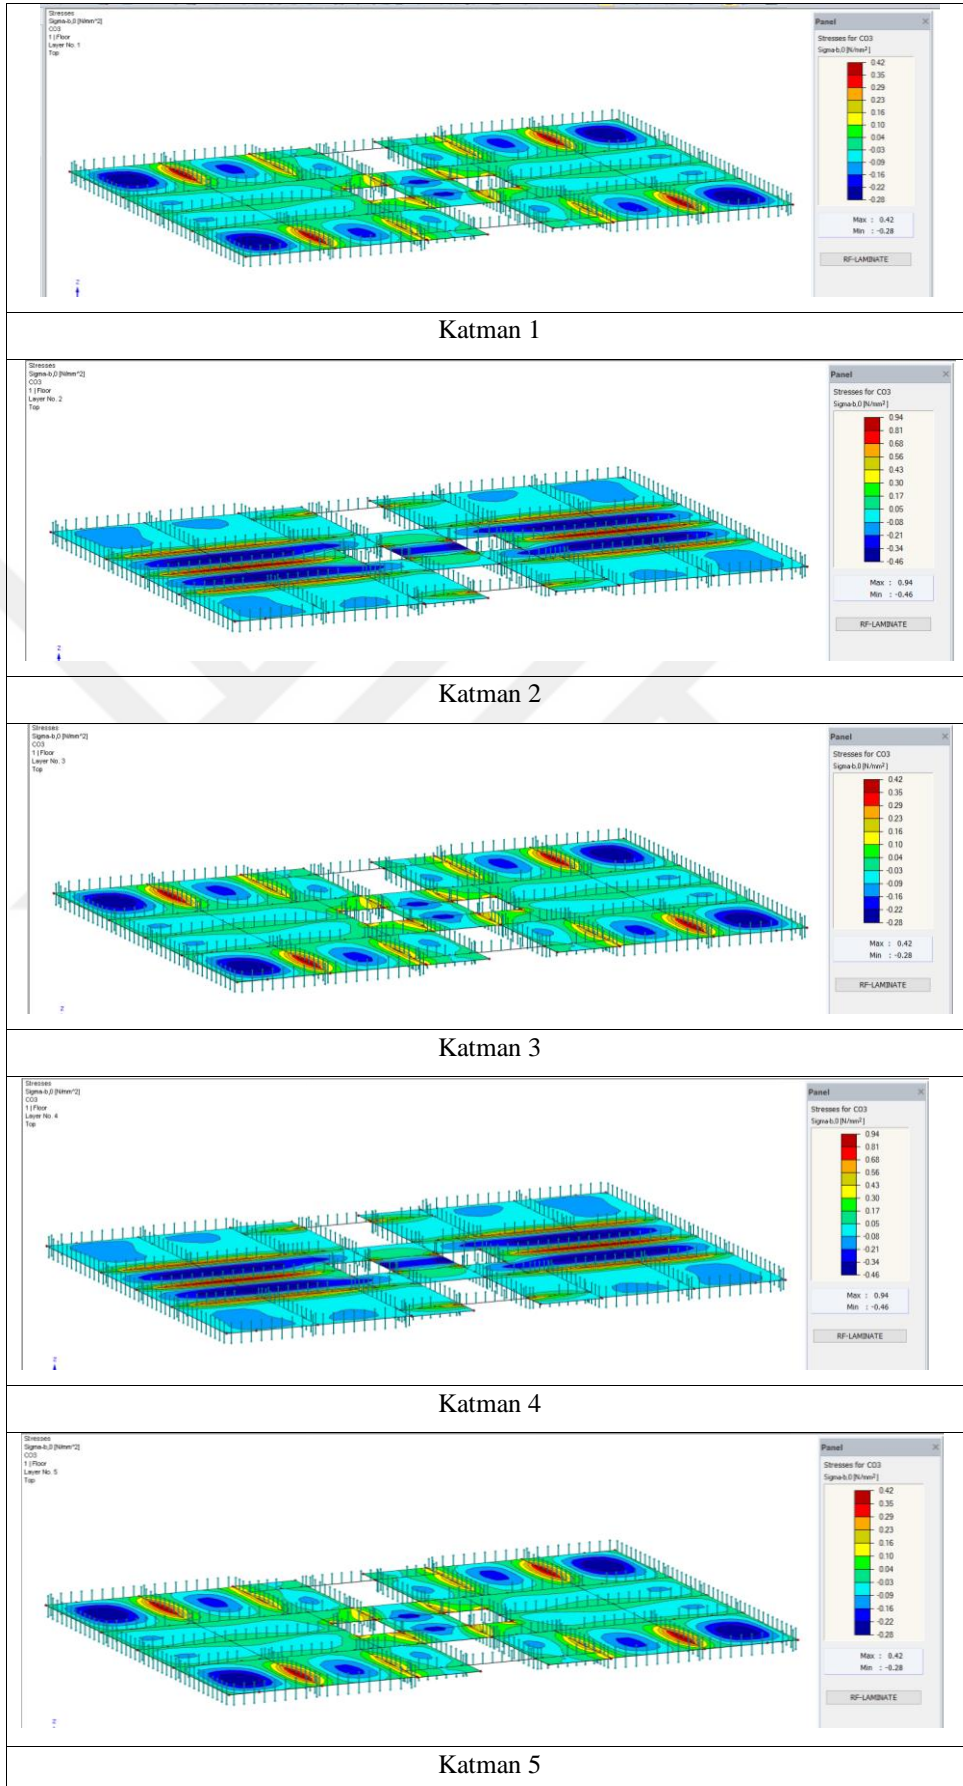 Stresses
Sigma-b,0 [N/mm^2]
CO3
1 | Floor
Layer No. 1
Top
Panel
Stresses for CO3
Sigma-b,0 [N/mm²]
0.42
0.35
0.29
0.23
0.16
0.10
0.04
-0.03
-0.09
-0.16
-0.22
-0.28
Max : 0.42
Min : -0.28
RF-LAMINATE
Z
Katman 1
Stresses
Sigma-b,0 [N/mm^2]
CO3
1 | Floor
Layer No. 2
Top
Panel
Stresses for CO3
Sigma-b,0 [N/mm²]
0.94
0.81
0.68
0.56
0.43
0.30
0.17
0.05
-0.08
-0.21
-0.34
-0.46
Max : 0.94
Min : -0.46
RF-LAMINATE
Z
Katman 2
Stresses
Sigma-b,0 [N/mm^2]
CO3
1 | Floor
Layer No. 3
Top
Panel
Stresses for CO3
Sigma-b,0 [N/mm²]
0.42
0.35
0.29
0.23
0.16
0.10
0.04
-0.03
-0.09
-0.16
-0.22
-0.28
Max : 0.42
Min : -0.28
RF-LAMINATE
Z
Katman 3
Stresses
Sigma-b,0 [N/mm^2]
CO3
1 | Floor
Layer No. 4
Top
Panel
Stresses for CO3
Sigma-b,0 [N/mm²]
0.94
0.81
0.68
0.56
0.43
0.30
0.17
0.05
-0.08
-0.21
-0.34
-0.46
Max : 0.94
Min : -0.46
RF-LAMINATE
Z
Katman 4
Stresses
Sigma-b,0 [N/mm^2]
CO3
1 | Floor
Layer No. 5
Top
Panel
Stresses for CO3
Sigma-b,0 [N/mm²]
0.42
0.35
0.29
0.23
0.16
0.10
0.04
-0.03
-0.09
-0.16
-0.22
-0.28
Max : 0.42
Min : -0.28
RF-LAMINATE
Z
Katman 5